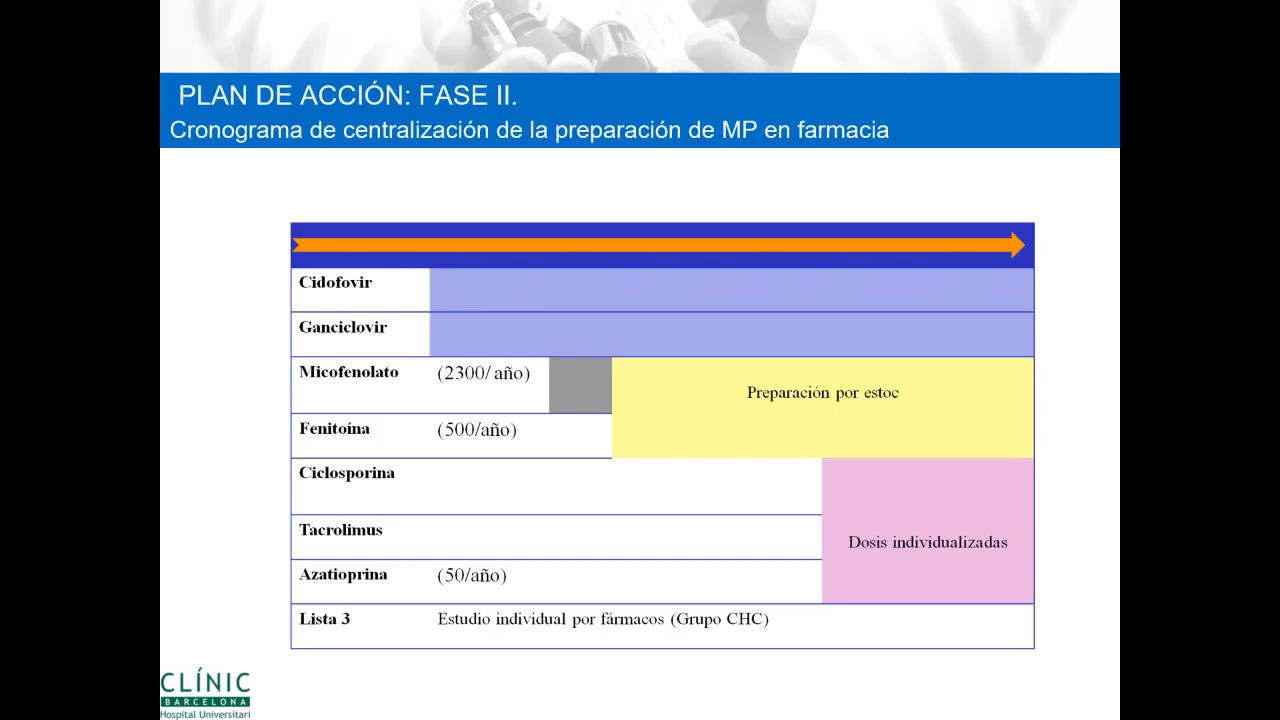 PLAN DE ACCIÓN: FASE II.
Cronograma de centralización de la preparación de MP en farmacia
Cidofovir
Ganciclovir
Micofenolato (2300/ año)
Preparación por estoc
Fenitoína (500/año)
Ciclosporina
Tacrolimus
Dosis individualizadas
Azatioprina (50/año)
Lista 3 Estudio individual por fármacos (Grupo CHC)
CLÍNIC
BARCELONA
Hospital Universitari